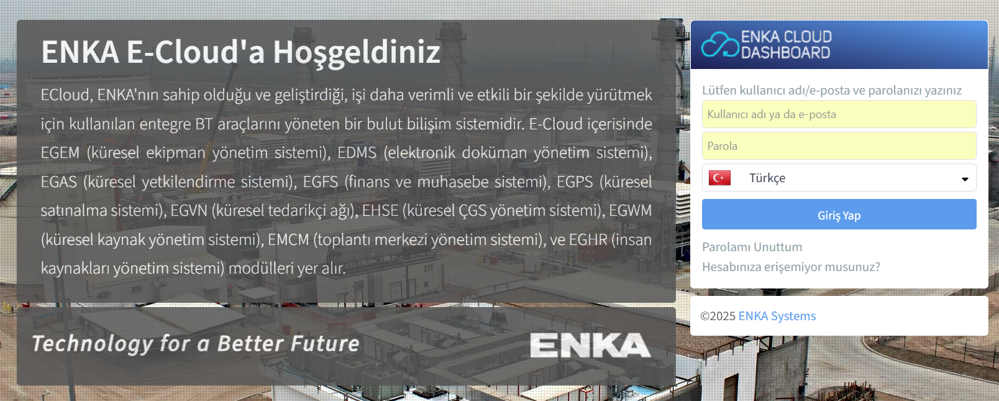 ENKA E-Cloud'a Hoşgeldiniz
ECloud, ENKA'nın sahip olduğu ve geliştirdiği, işi daha verimli ve etkili bir şekilde yürütmek
için kullanılan entegre BT araçlarını yöneten bir bulut bilişim sistemidir. E-Cloud içerisinde
EGEM (küresel ekipman yönetim sistemi), EDMS (elektronik doküman yönetim sistemi),
EGAS (küresel yetkilendirme sistemi), EGFS (finans ve muhasebe sistemi), EGPS (küresel
satınalma sistemi), EGVN (küresel tedarikçi ağı), EHSE (küresel ÇGS yönetim sistemi), EGWM
(küresel kaynak yönetim sistemi), EMCM (toplantı merkezi yönetim sistemi), ve EGHR (insan
kaynakları yönetim sistemi) modülleri yer alır.
CAT
Technology for a Better Future
ENKA
ENKA CLOUD
DASHBOARD
Lütfen kullanıcı adı/e-posta ve parolanızı yazınız
Kullanıcı adı ya da e-posta
Parola
Türkçe
Giriş Yap
Parolamı Unuttum
Hesabınıza erişemiyor musunuz?
©2025 ENKA Systems